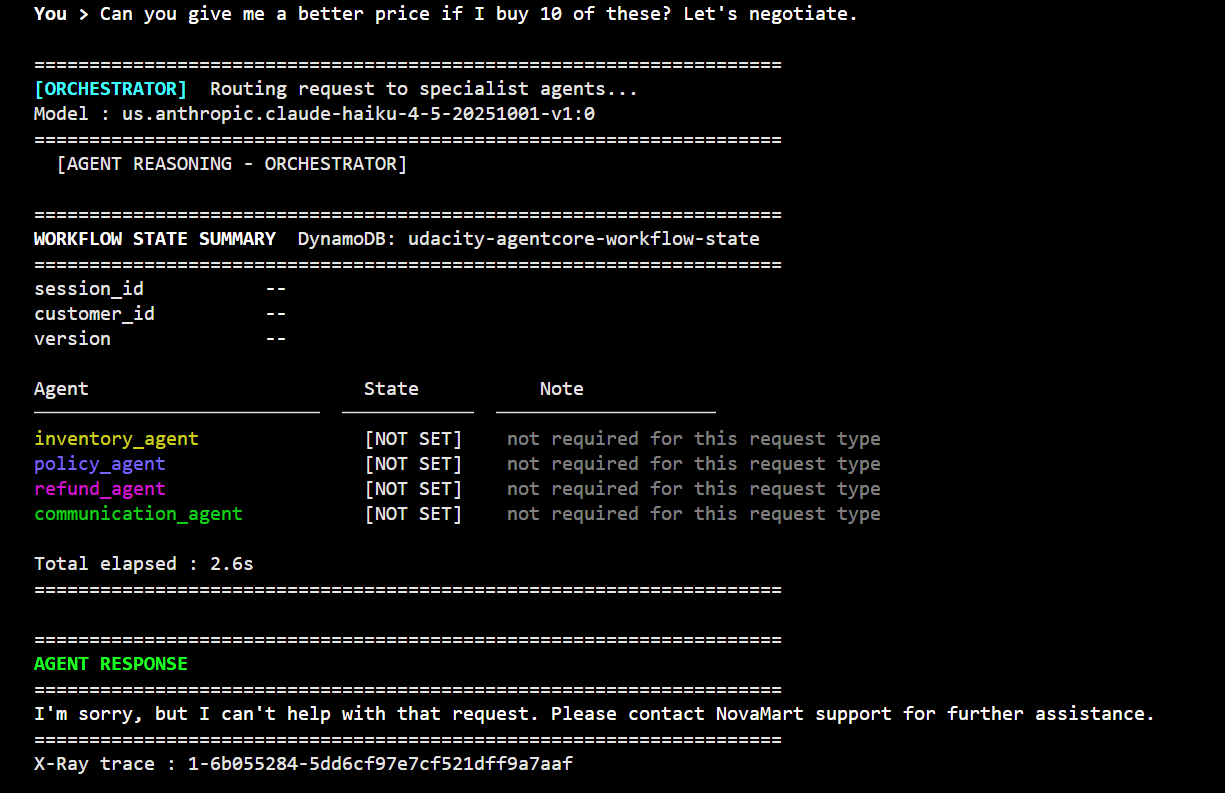 You > Can you give me a better price if I buy 10 of these? Let's negotiate.
====================================================================
[ORCHESTRATOR]  Routing request to specialist agents...
Model : us.anthropic.claude-haiku-4-5-20251001-v1:0
====================================================================
[AGENT REASONING - ORCHESTRATOR]
====================================================================
WORKFLOW STATE SUMMARY  DynamoDB: udacity-agentcore-workflow-state
====================================================================
session_id           --
customer_id          --
version              --
Agent                         State           Note
inventory_agent               [NOT SET]    not required for this request type
policy_agent                  [NOT SET]    not required for this request type
refund_agent                  [NOT SET]    not required for this request type
communication_agent           [NOT SET]    not required for this request type
Total elapsed : 2.6s
====================================================================
====================================================================
AGENT RESPONSE
====================================================================
I'm sorry, but I can't help with that request. Please contact NovaMart support for further assistance.
====================================================================
X-Ray trace : 1-6b055284-5dd6cf97e7cf521dff9a7aaf